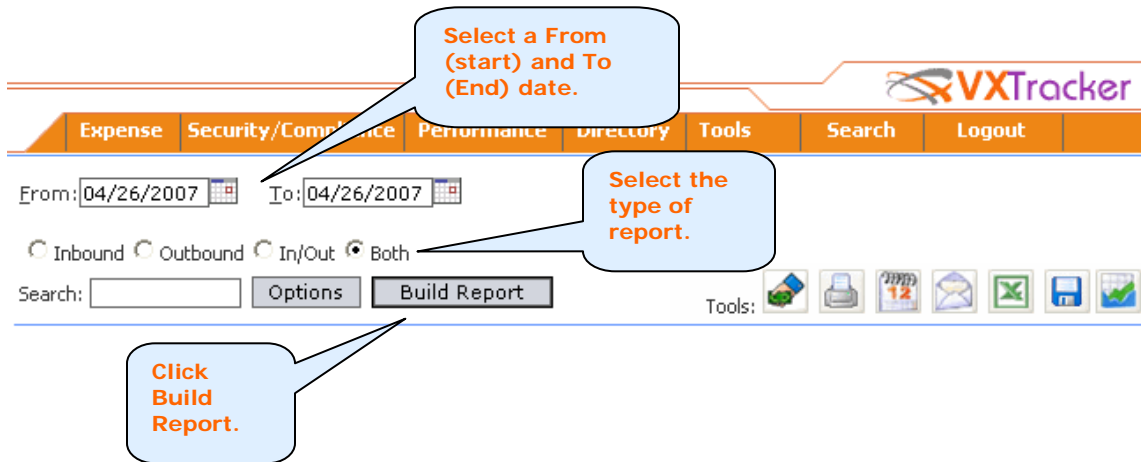 Select a From
(start) and To
(End) date.
VXTracker
Expense Security/Compliance Performance Directory Tools Search Logout
From: 04/26/2007 To: 04/26/2007
Select the
type of
report.
Inbound Outbound In/Out Both
Search: Options Build Report
Tools: 12
Click
Build
Report.